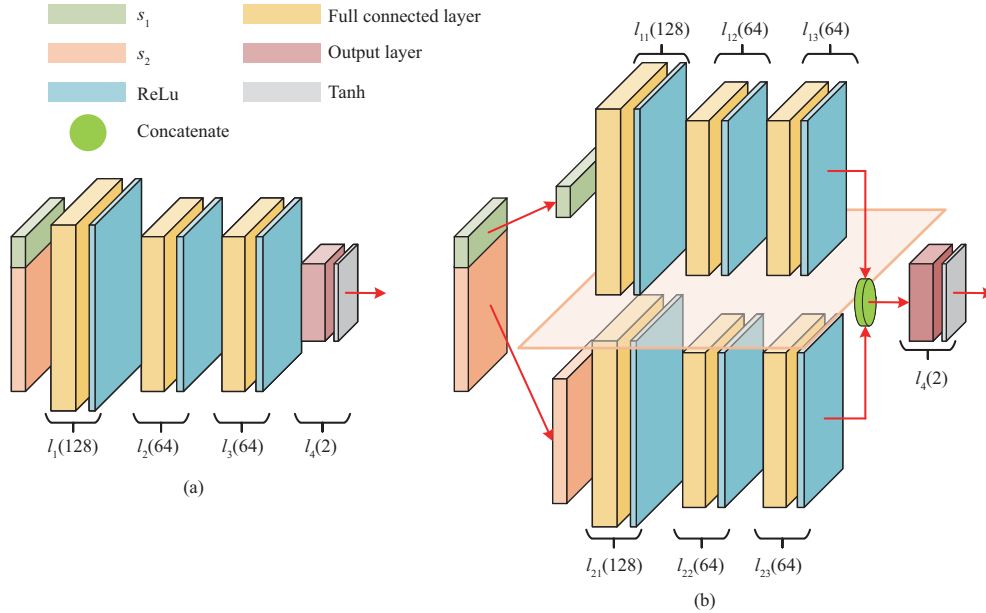 s₁
Full connected layer
s₂
Output layer
ReLu
Tanh
Concatenate
l₁₁(128)
l₁₂(64)
l₁₃(64)
l₁(128)
l₂(64)
l₃(64)
l₄(2)
(a)
l₄(2)
l₂₁(128)
l₂₂(64)
l₂₃(64)
(b)